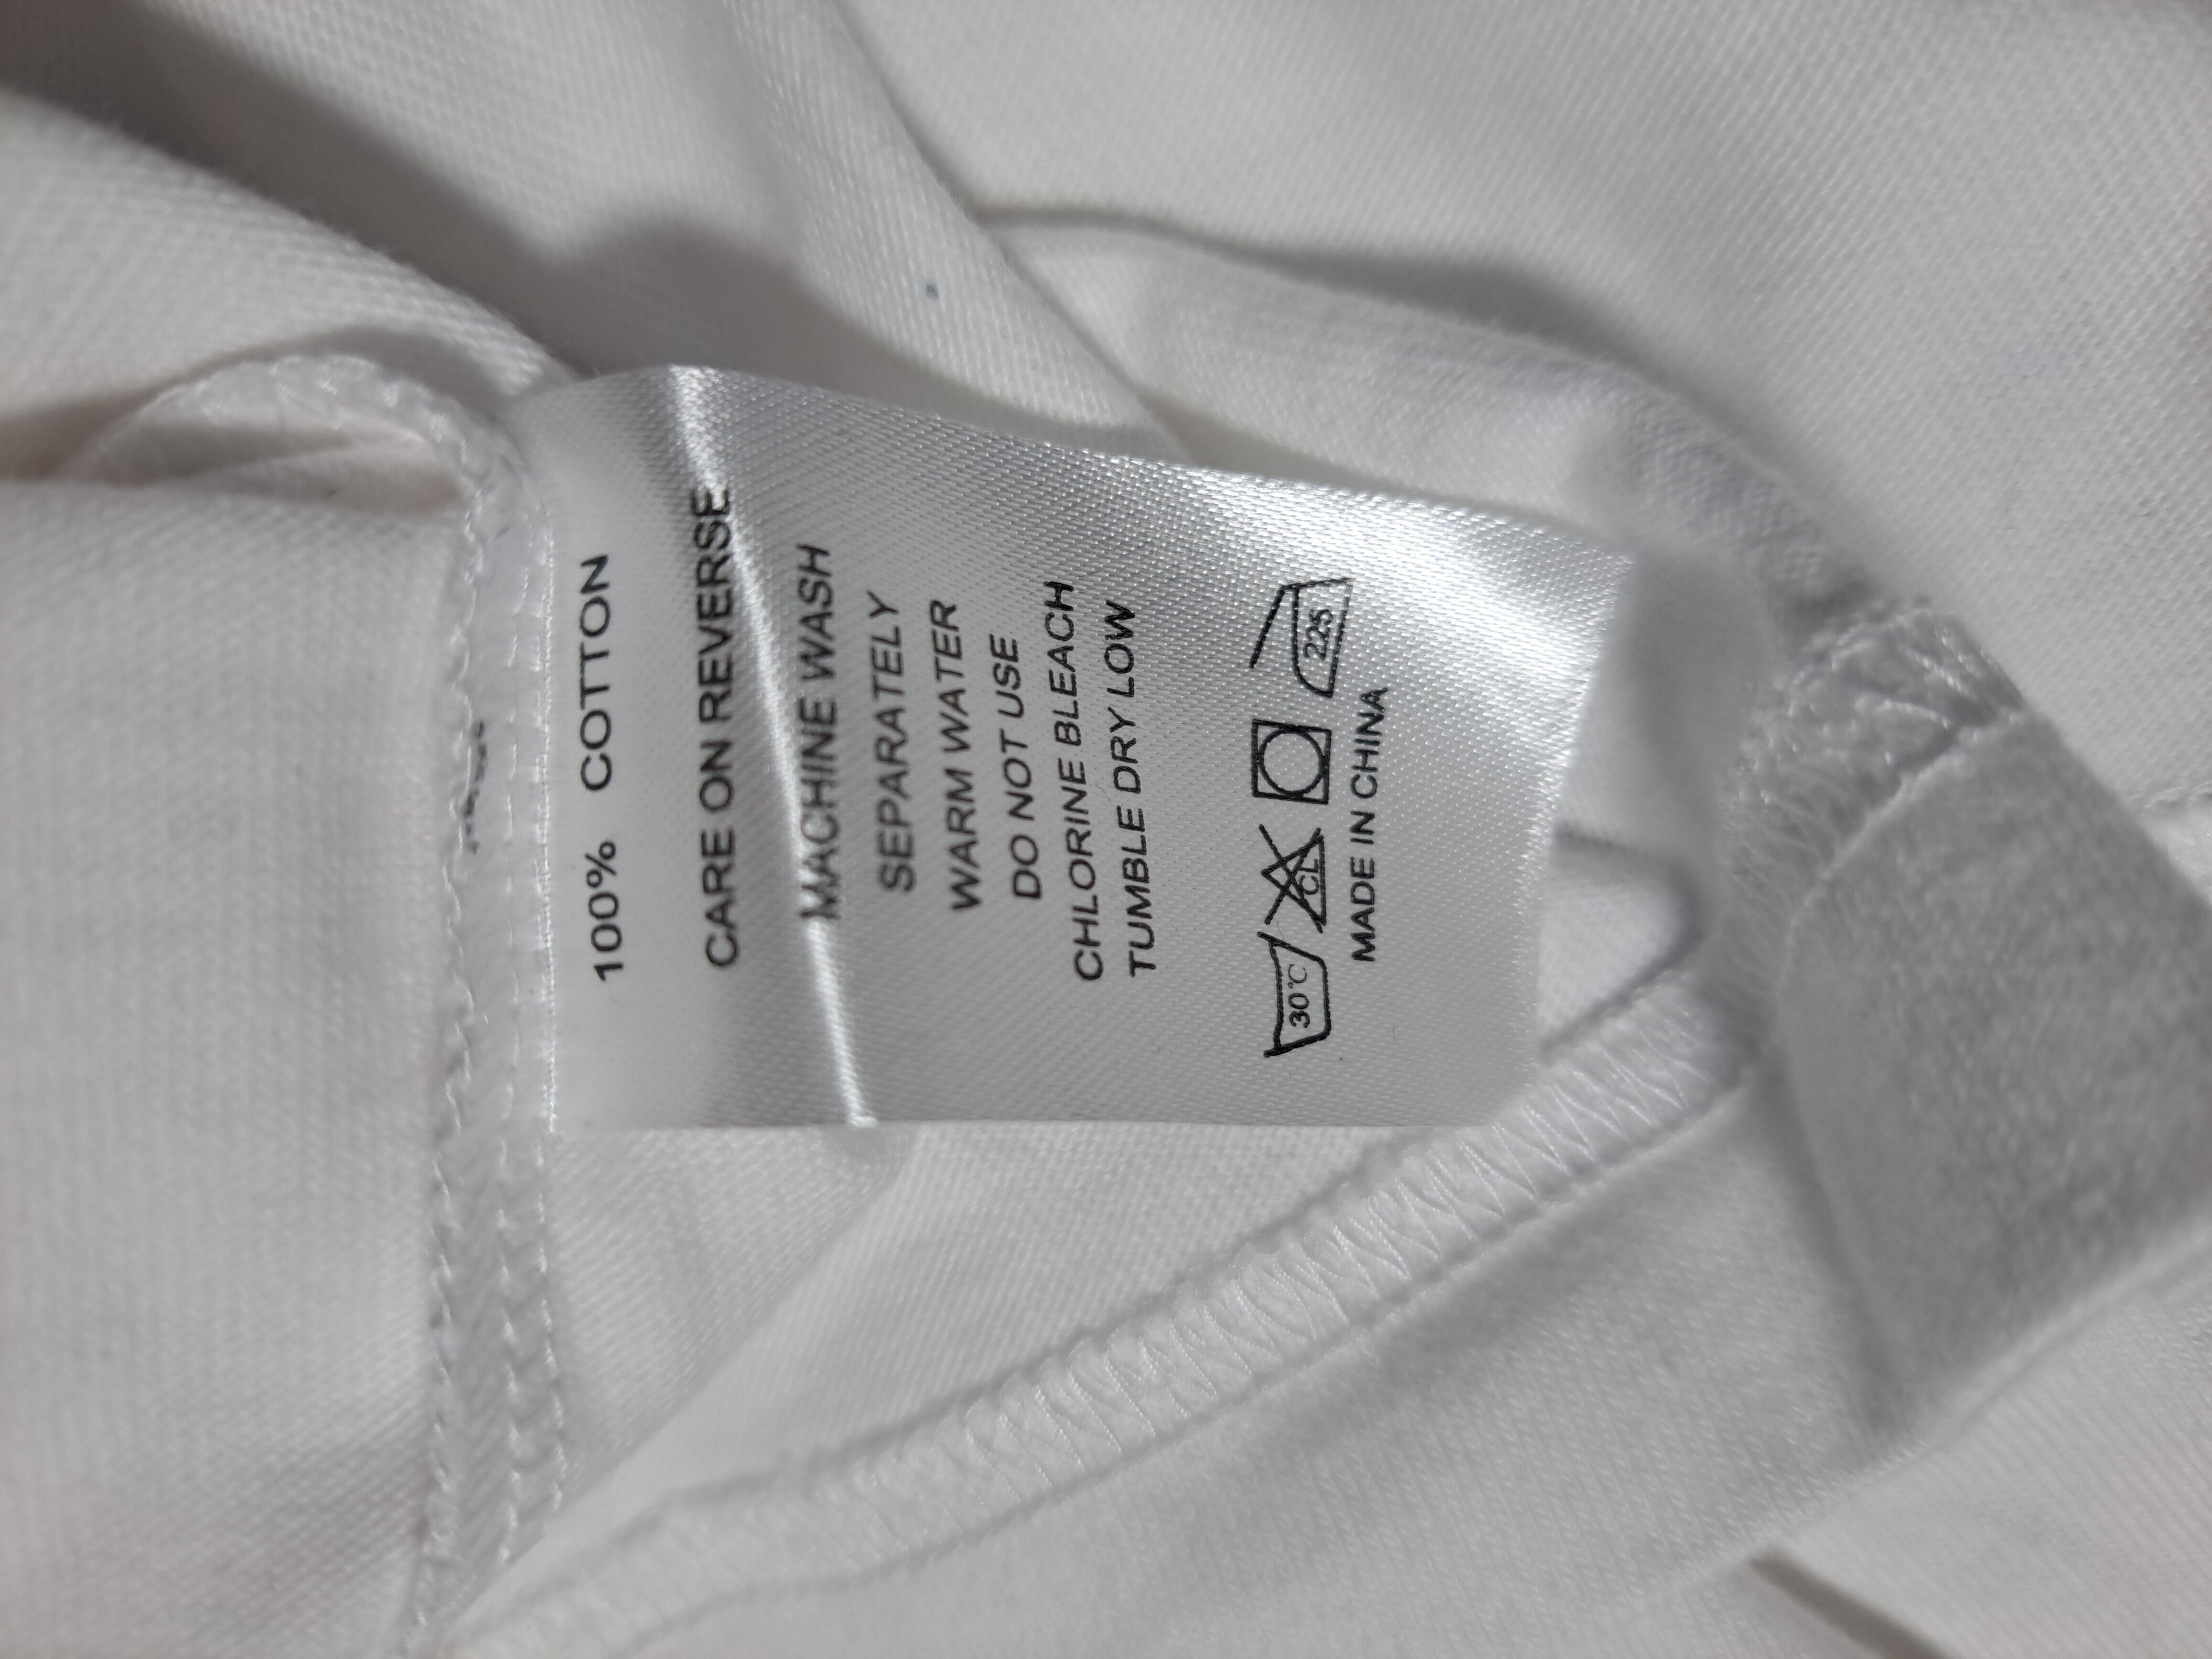 100% COTTON
CARE ON REVERSE
MACHINE WASH
SEPARATELY
WARM WATER
DO NOT USE
CHLORINE BLEACH
TUMBLE DRY LOW
30°C CL 225
MADE IN CHINA